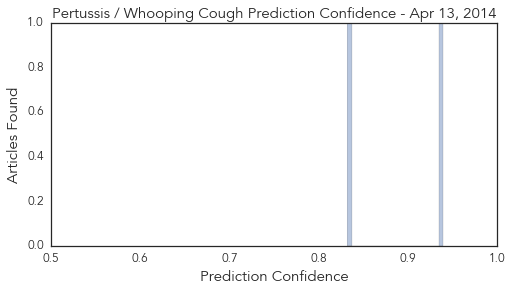 Pertussis / Whooping Cough Prediction Confidence - Apr 13, 2014
1.0
0.8
0.6
0.4
0.2
0.0
Articles Found
0.5 0.6 0.7 0.8 0.9 1.0
Prediction Confidence